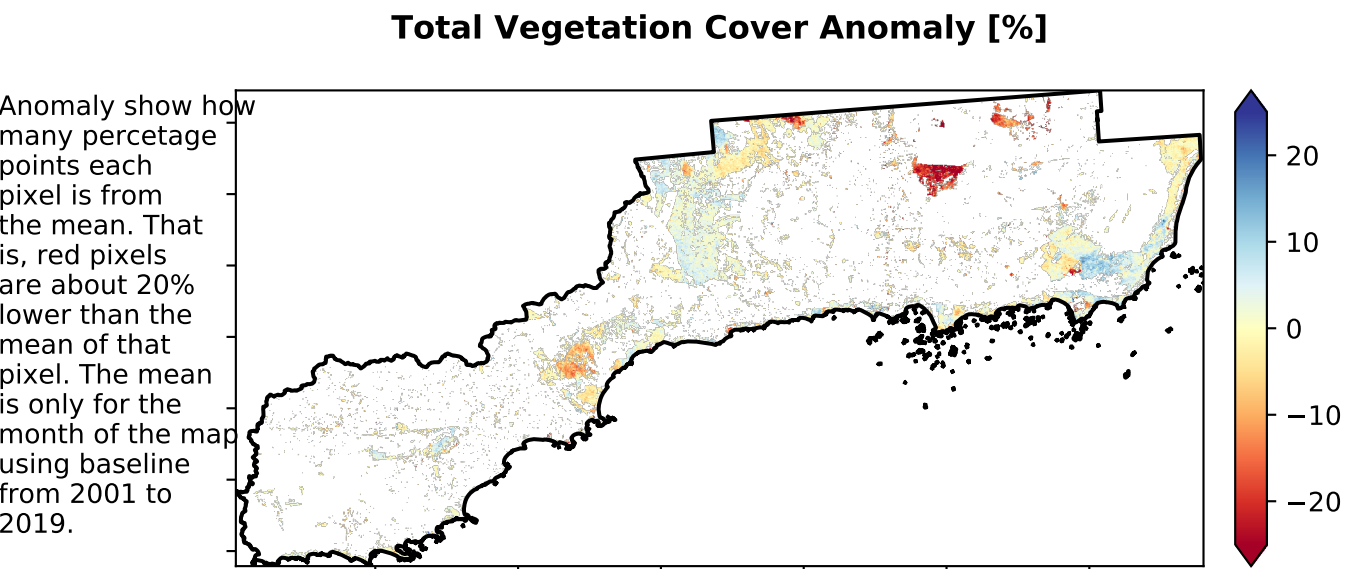 Total Vegetation Cover Anomaly [%]
Anomaly show how
many percetage
points each
pixel is from
the mean. That
is, red pixels
are about 20%
lower than the
mean of that
pixel. The mean
is only for the
month of the map
using baseline
from 2001 to
2019.
20
10
0
−10
−20